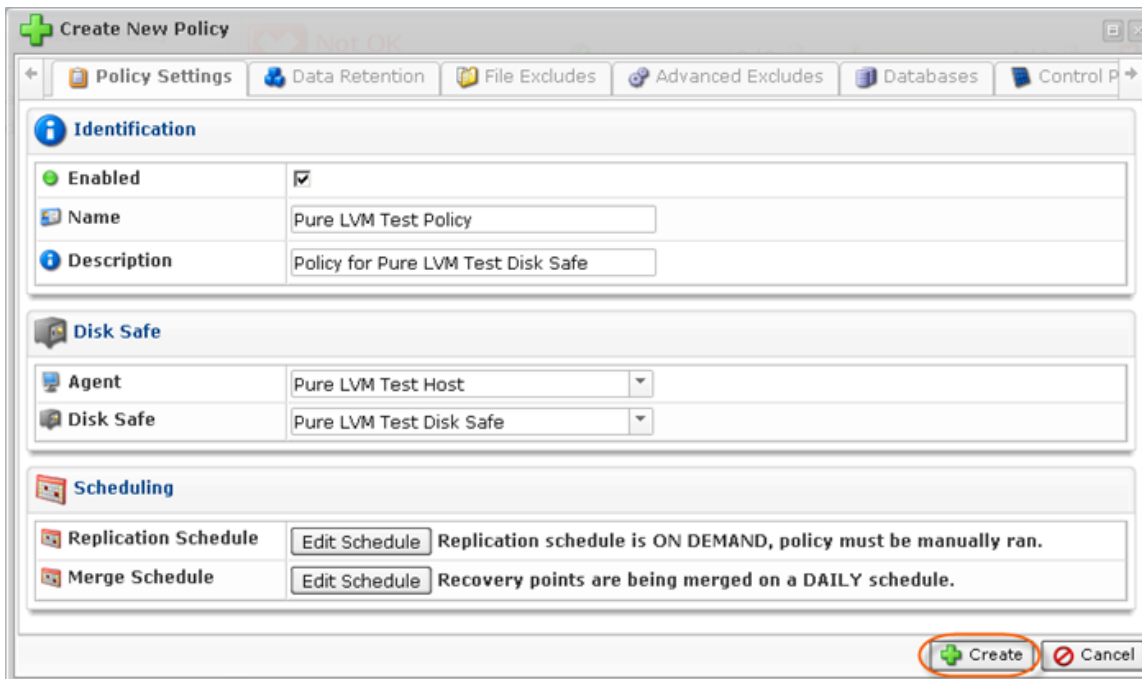 Create New Policy
Not OK
Policy Settings Data Retention File Excludes Advanced Excludes Databases Control P
Identification
Enabled
Name Pure LVM Test Policy
Description Policy for Pure LVM Test Disk Safe
Disk Safe
Agent Pure LVM Test Host
Disk Safe Pure LVM Test Disk Safe
Scheduling
Replication Schedule Edit Schedule Replication schedule is ON DEMAND, policy must be manually ran.
Merge Schedule Edit Schedule Recovery points are being merged on a DAILY schedule.
Create Cancel